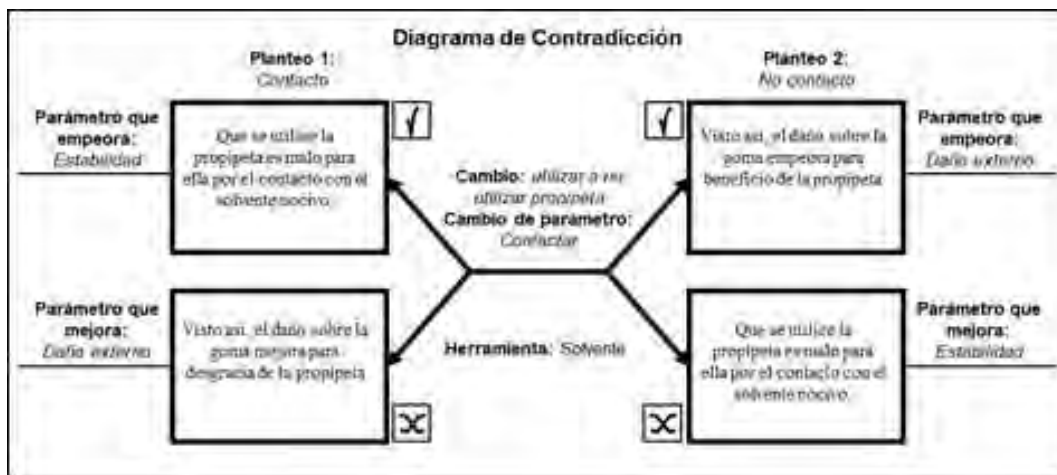 Diagrama de Contradicción
Planteo 1:
Contacto
Planteo 2:
No contacto
Parámetro que
empeora:
Estabilidad
Que se utilice la
propipeta es malo para
ella por el contacto con el
solvente nocivo.
Cambio: utilizar o no
utilizar propipeta
Cambio de parametro:
Contactar
Visto así, el daño sobre la
goma empeora para
beneficio de la propipeta
Parámetro que
empeora:
Daño externo
Parámetro que
mejora:
Daño externo
Visto así, el daño sobre la
goma mejora para
desgracia de la propipeta
Herramienta: Solvente
Que se utilice la
propipeta es malo para
ella por el contacto con el
solvente nocivo.
Parámetro que
mejora:
Estabilidad